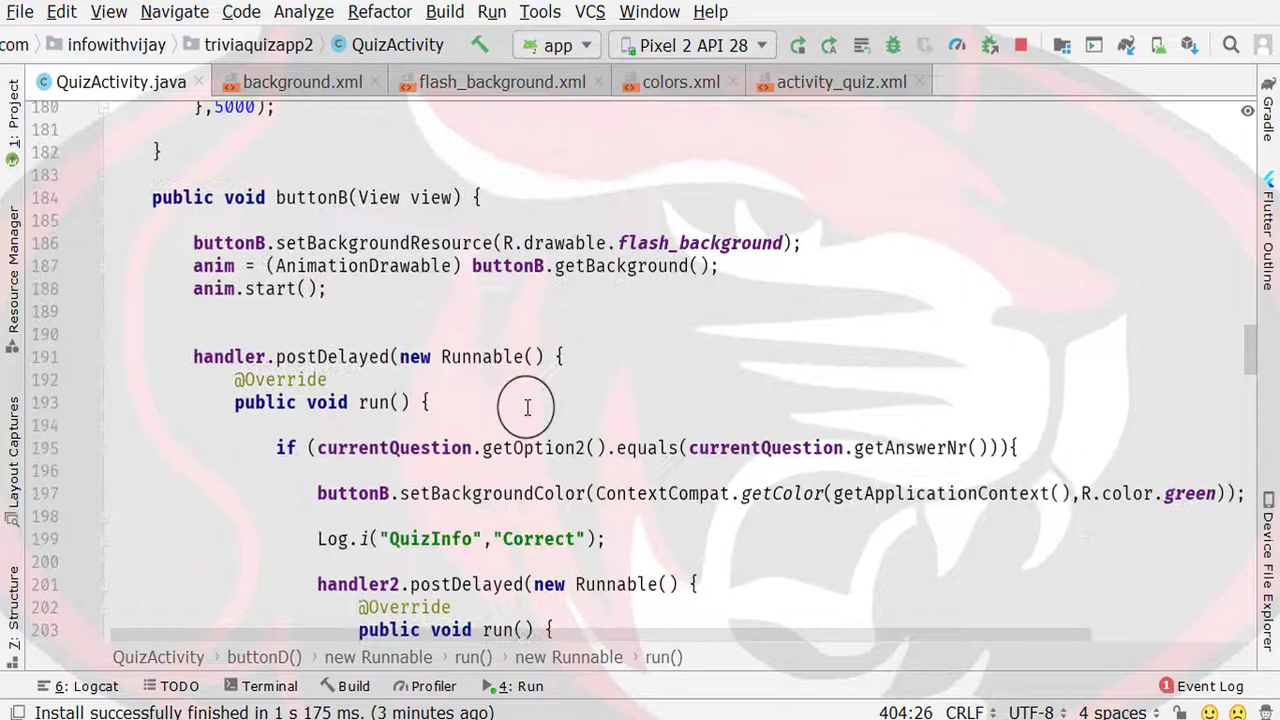 File Edit View Navigate Code Analyze Refactor Build Run Tools VCS Window Help
com infowithvijay triviaquizapp2 QuizActivity app Pixel 2 API 28
QuizActivity.java background.xml flash_background.xml colors.xml activity_quiz.xml
1: Project
Resource Manager
Layout Captures
Z: Structure
180 },5000);
181
182 }
183
184 public void buttonB(View view) {
185
186 buttonB.setBackgroundResource(R.drawable.flash_background);
187 anim = (AnimationDrawable) buttonB.getBackground();
188 anim.start();
189
190
191 handler.postDelayed(new Runnable() {
192 @Override
193 public void run() {
194
195 if (currentQuestion.getOption2().equals(currentQuestion.getAnswerNr())){
196
197 buttonB.setBackgroundColor(ContextCompat.getColor(getApplicationContext(),R.color.green));
198
199 Log.i("QuizInfo","Correct");
200
201 handler2.postDelayed(new Runnable() {
202 @Override
203 public void run() {
Gradle
Flutter Outline
Device File Explorer
QuizActivity buttonD() new Runnable run() new Runnable run()
6: Logcat TODO Terminal Build Profiler 4: Run 1 Event Log
Install successfully finished in 1 s 175 ms. (3 minutes ago) 404:26 CRLF UTF-8 4 spaces